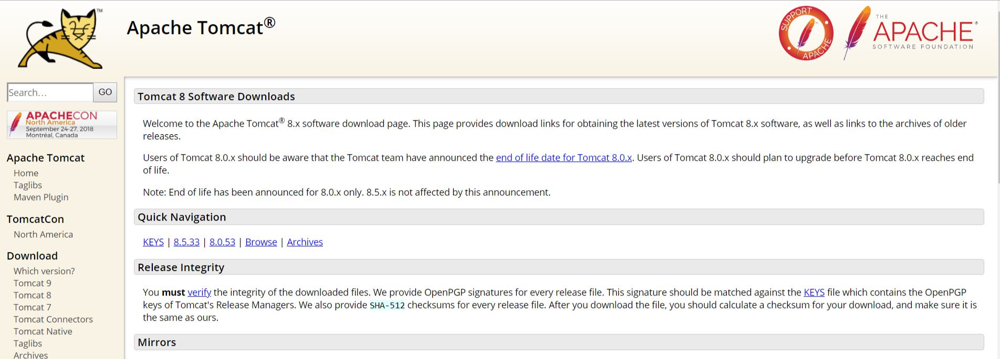 TM
Apache Tomcat®
SUPPORT
APACHE
THE
APACHE®
SOFTWARE FOUNDATION
Search…
GO
APACHECON
North America
September 24-27, 2018
Montréal, Canada
Apache Tomcat
Home
Taglibs
Maven Plugin
TomcatCon
North America
Download
Which version?
Tomcat 9
Tomcat 8
Tomcat 7
Tomcat Connectors
Tomcat Native
Taglibs
Archives
Tomcat 8 Software Downloads
Welcome to the Apache Tomcat® 8.x software download page. This page provides download links for obtaining the latest versions of Tomcat 8.x software, as well as links to the archives of older
releases.
Users of Tomcat 8.0.x should be aware that the Tomcat team have announced the end of life date for Tomcat 8.0.x. Users of Tomcat 8.0.x should plan to upgrade before Tomcat 8.0.x reaches end
of life.
Note: End of life has been announced for 8.0.x only. 8.5.x is not affected by this announcement.
Quick Navigation
KEYS | 8.5.33 | 8.0.53 | Browse | Archives
Release Integrity
You must verify the integrity of the downloaded files. We provide OpenPGP signatures for every release file. This signature should be matched against the KEYS file which contains the OpenPGP
keys of Tomcat's Release Managers. We also provide SHA-512 checksums for every release file. After you download the file, you should calculate a checksum for your download, and make sure it is
the same as ours.
Mirrors